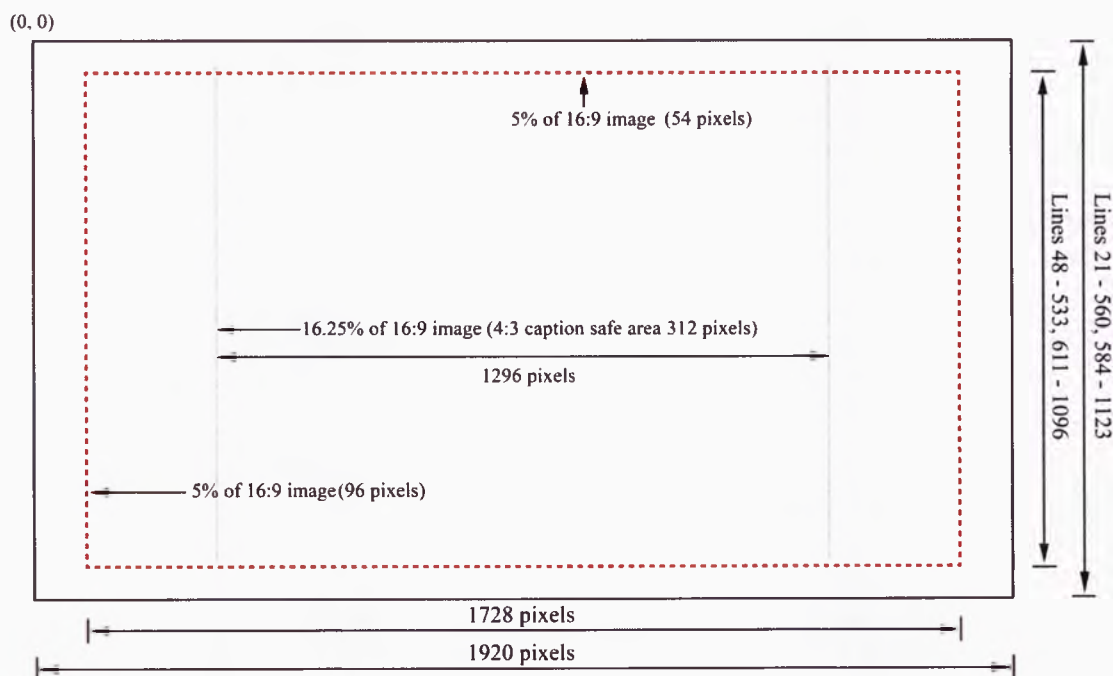 (0, 0)
5% of 16:9 image (54 pixels)
16.25% of 16:9 image (4:3 caption safe area 312 pixels)
1296 pixels
5% of 16:9 image(96 pixels)
Lines 48 - 533, 611 - 1096
Lines 21 - 560, 584 - 1123
1728 pixels
1920 pixels